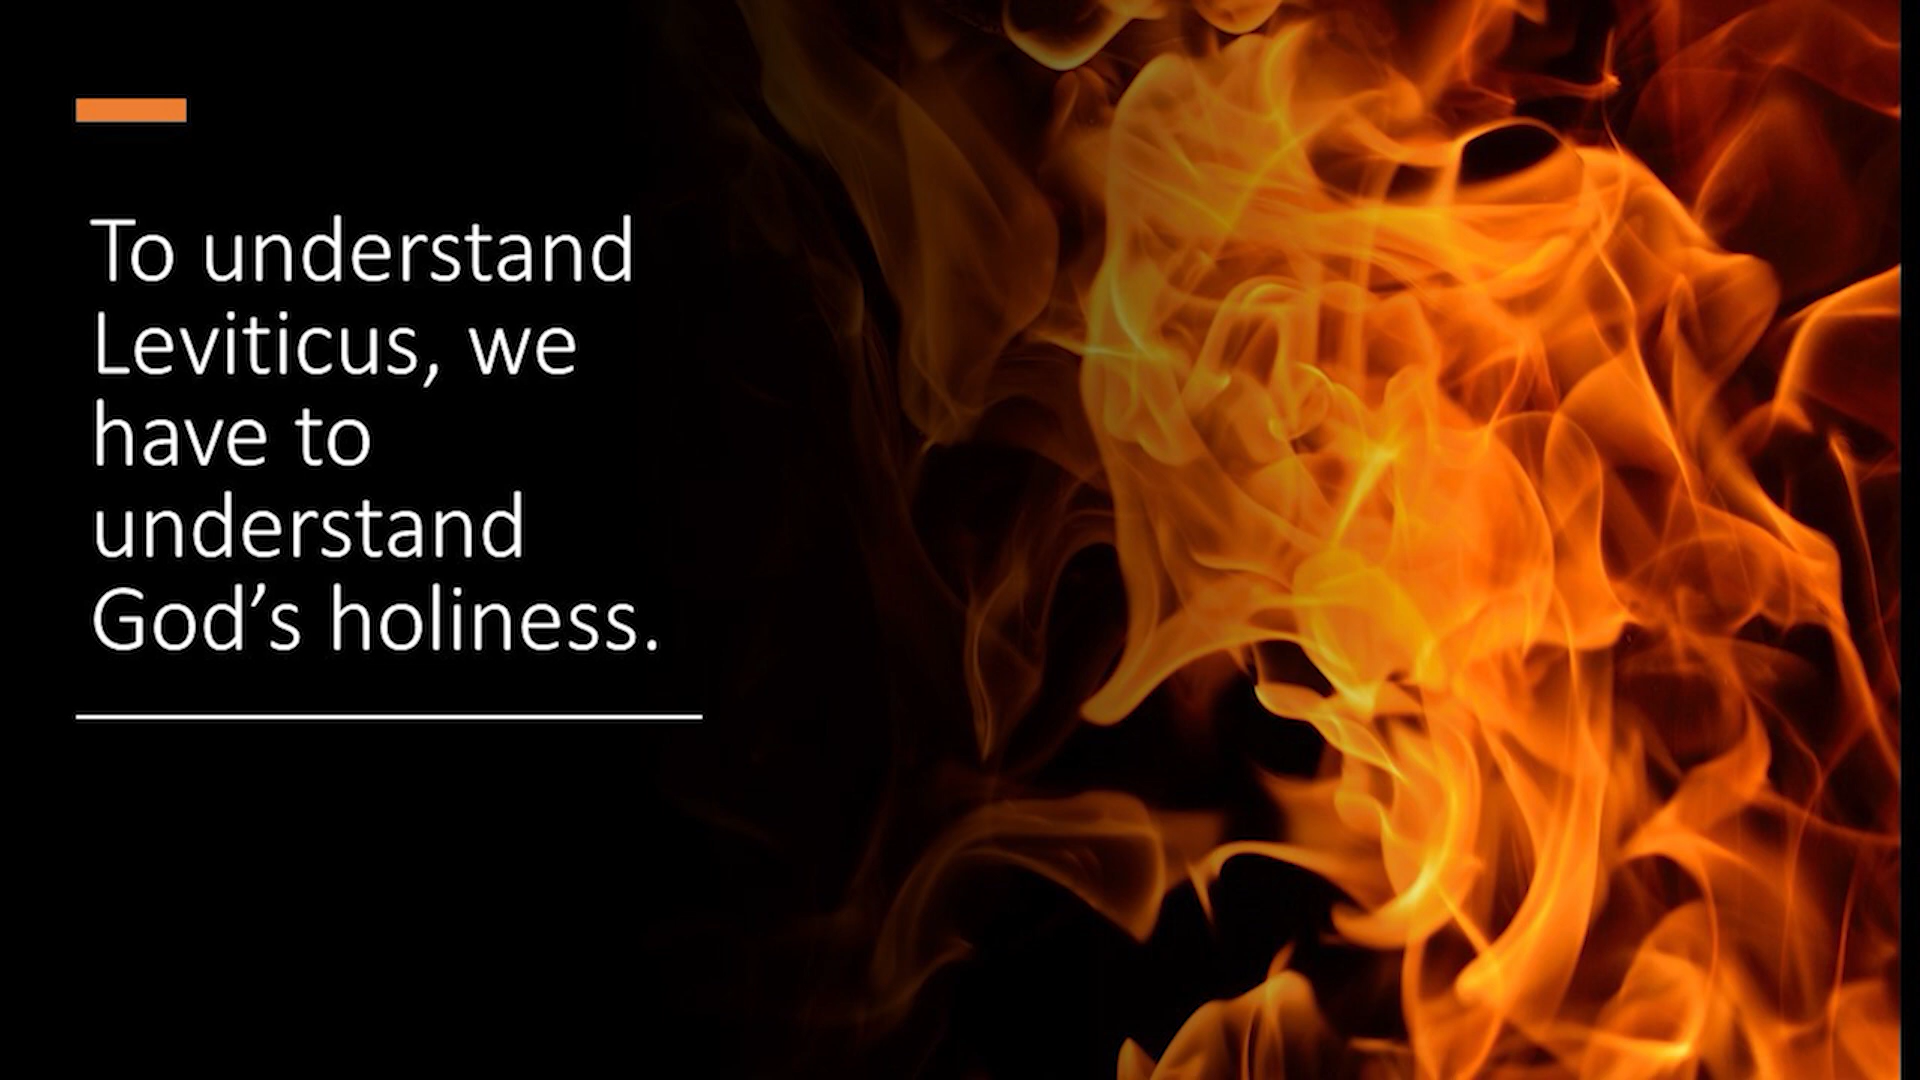 To understand
Leviticus, we
have to
understand
God’s holiness.